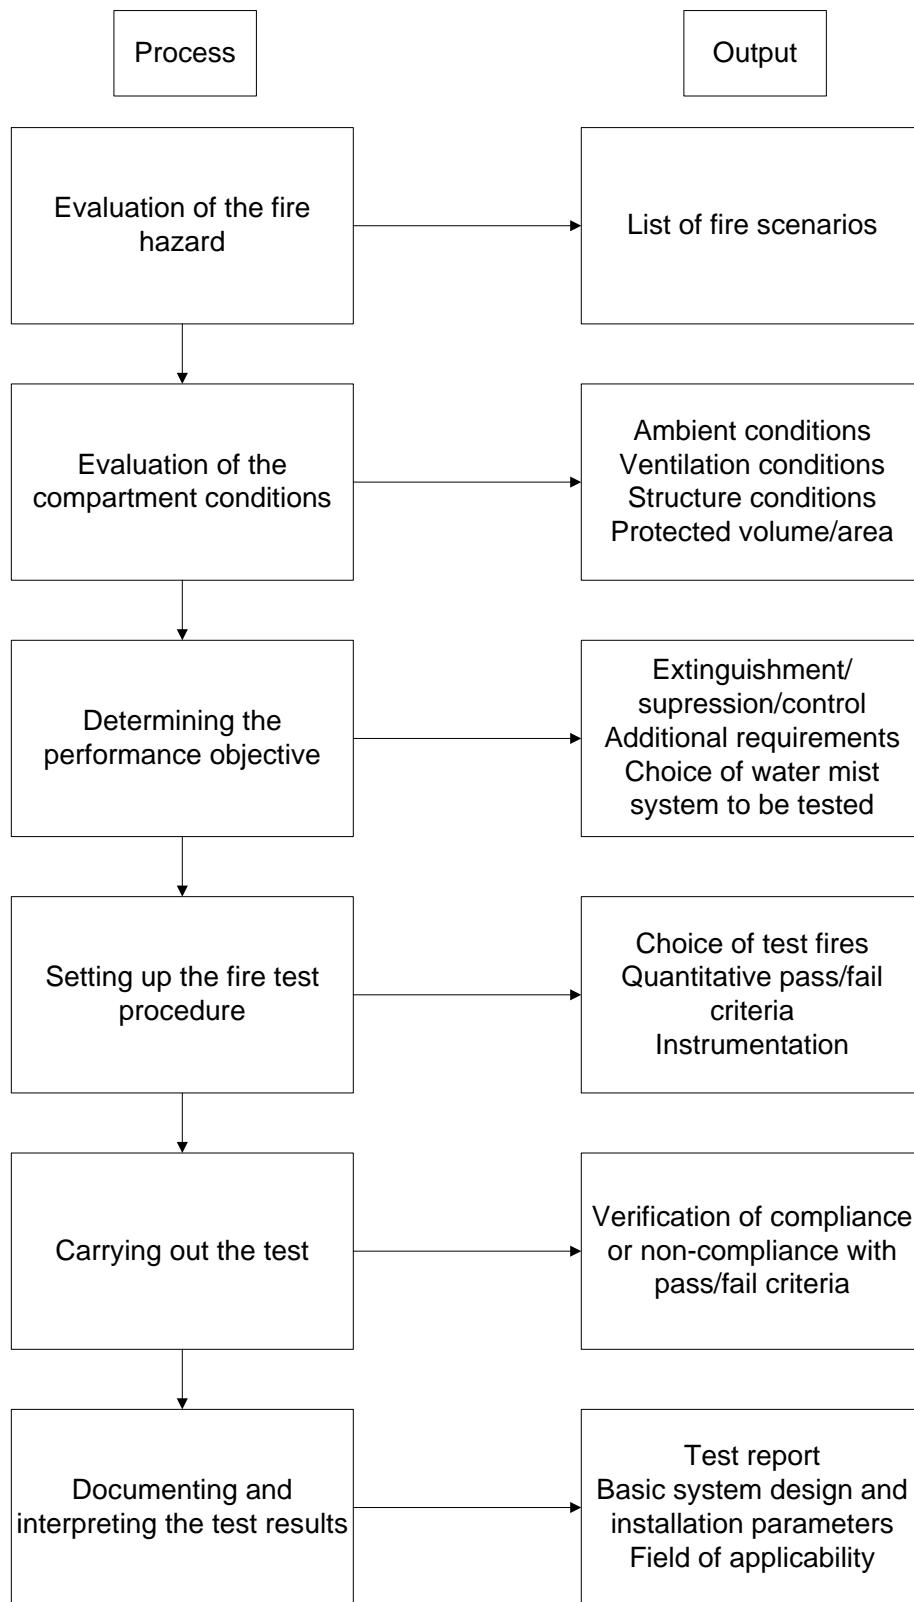 Process
Output
Evaluation of the fire
hazard
List of fire scenarios
Evaluation of the
compartment conditions
Ambient conditions
Ventilation conditions
Structure conditions
Protected volume/area
Determining the
performance objective
Extinguishment/
supression/control
Additional requirements
Choice of water mist
system to be tested
Setting up the fire test
procedure
Choice of test fires
Quantitative pass/fail
criteria
Instrumentation
Carrying out the test
Verification of compliance
or non-compliance with
pass/fail criteria
Documenting and
interpreting the test results
Test report
Basic system design and
installation parameters
Field of applicability